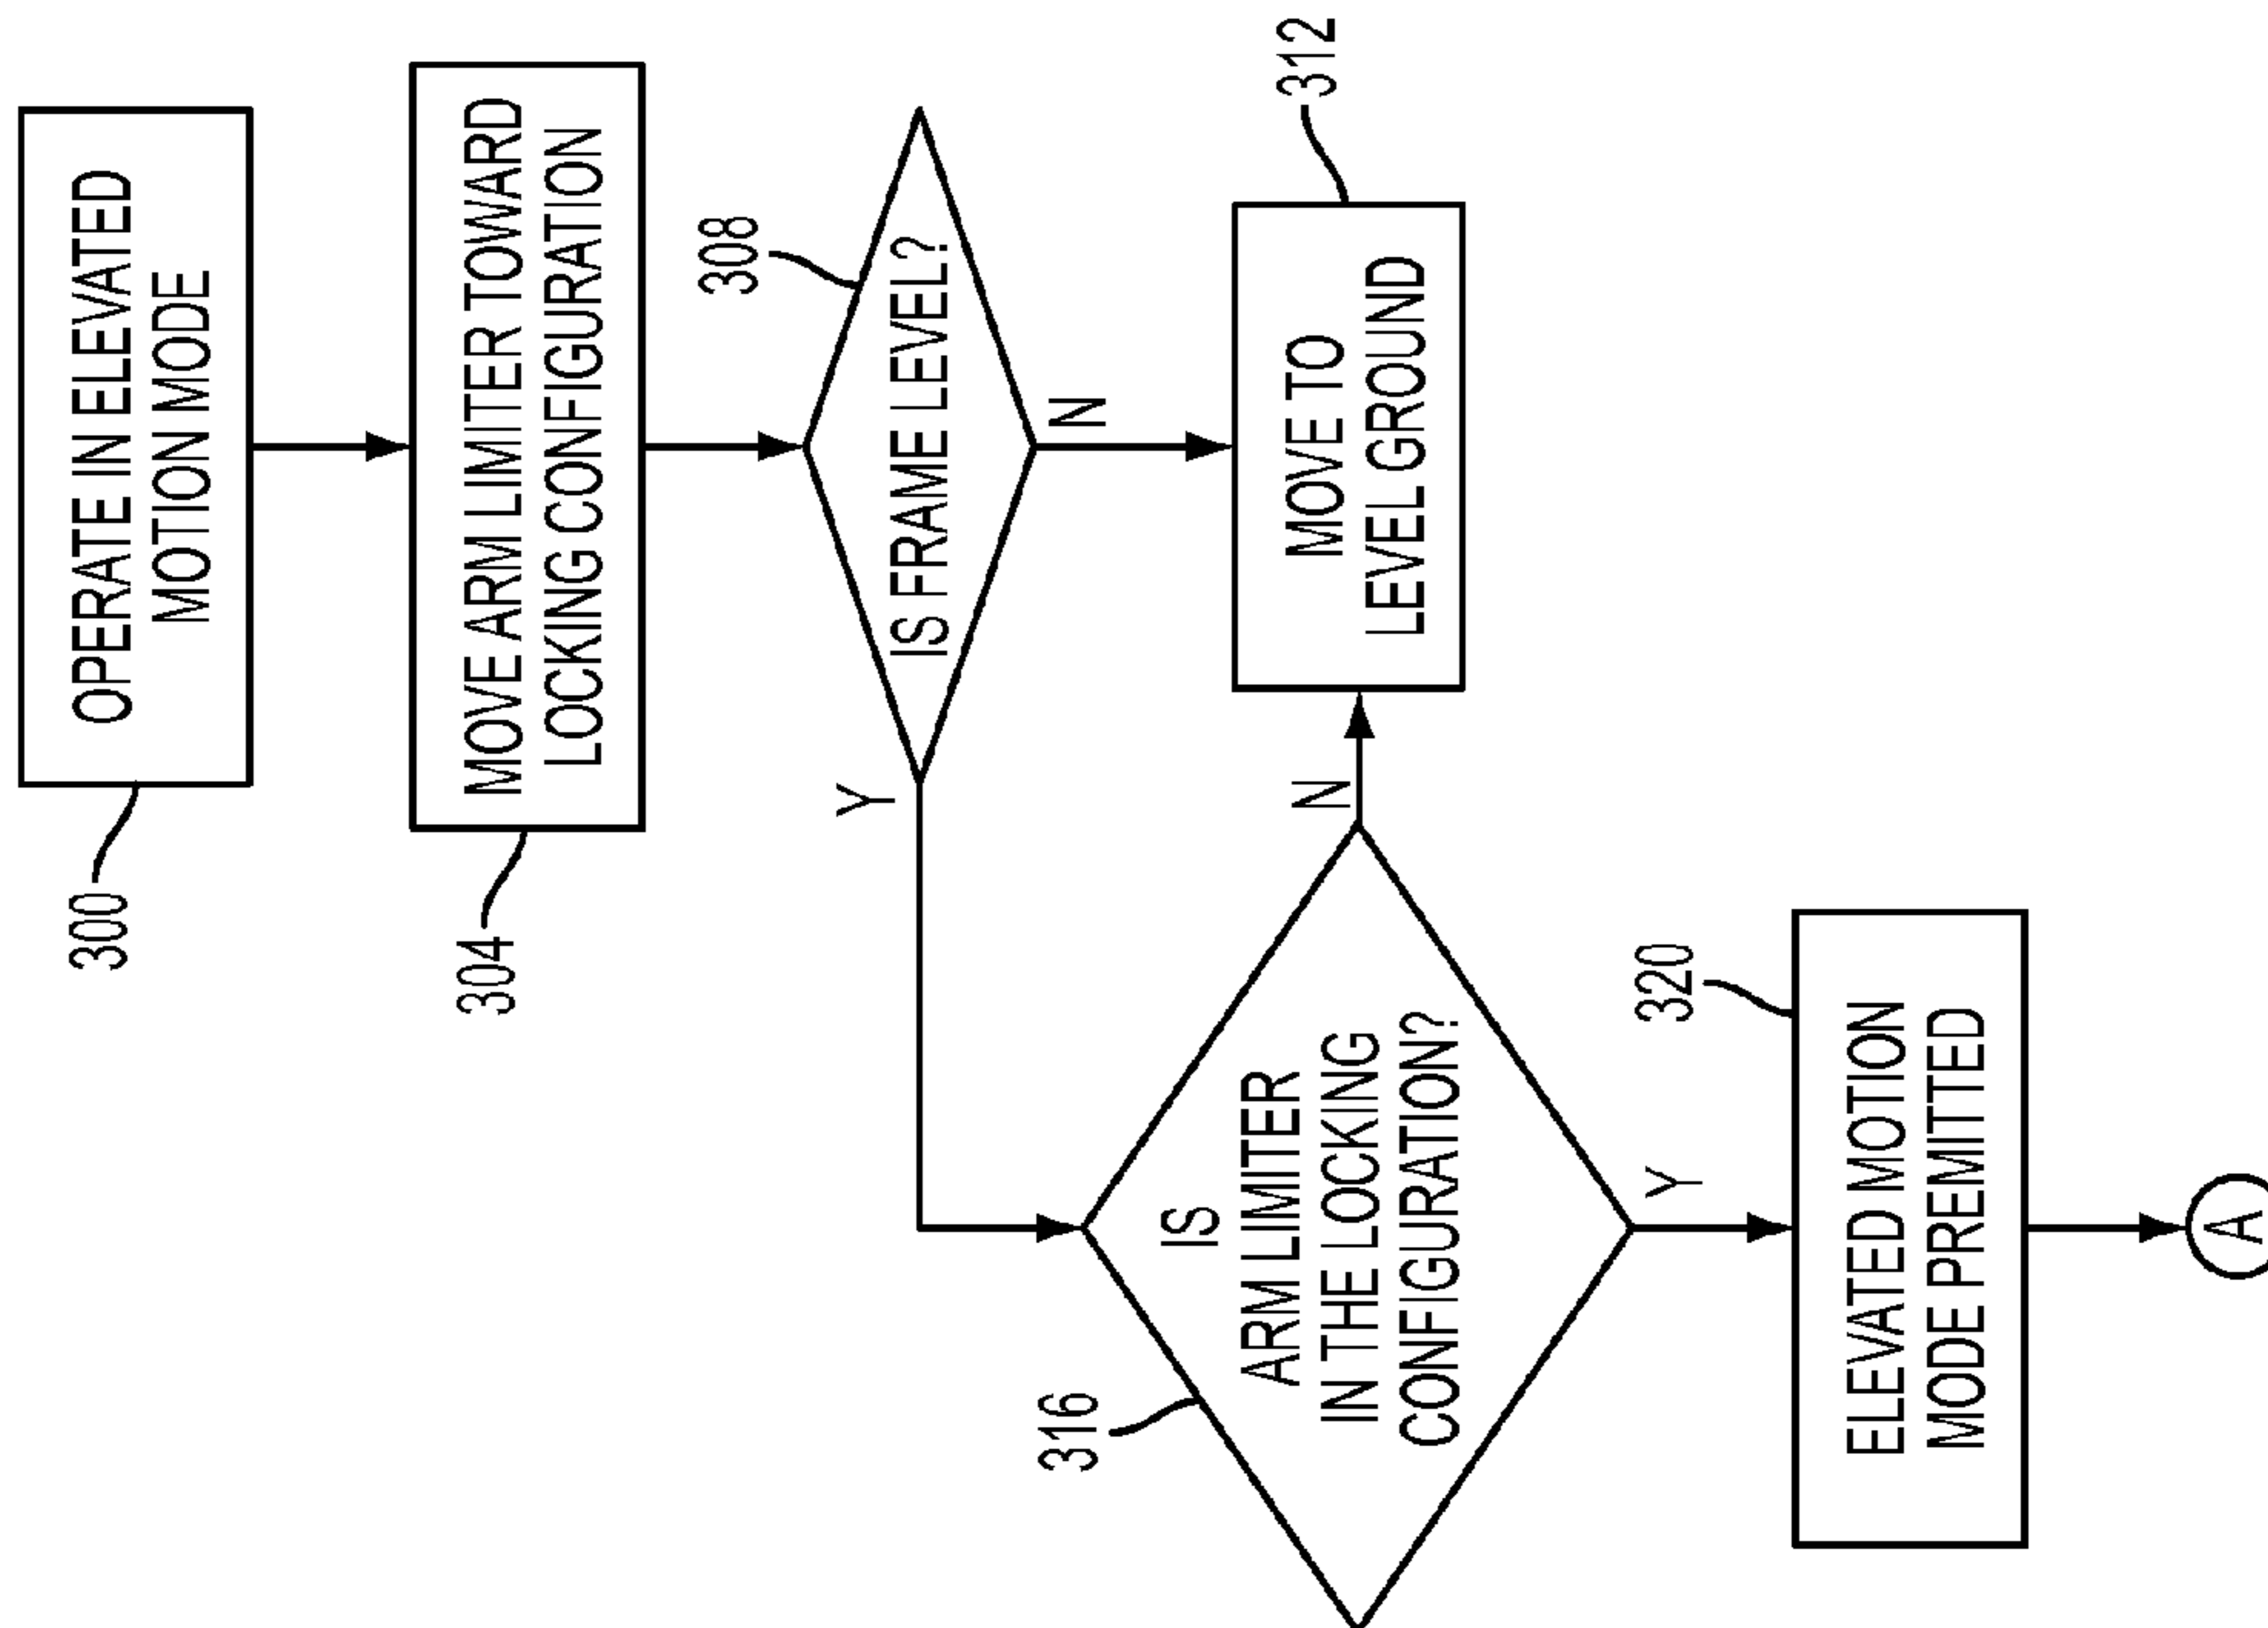 300
OPERATE IN ELEVATED
MOTION MODE
304
MOVE ARM LIMITER TOWARD
LOCKING CONFIGURATION
308
IS FRAME LEVEL?
Y
N
312
MOVE TO
LEVEL GROUND
316
IS
ARM LIMITER
IN THE LOCKING
CONFIGURATION?
N
Y
320
ELEVATED MOTION
MODE PREMITTED
A